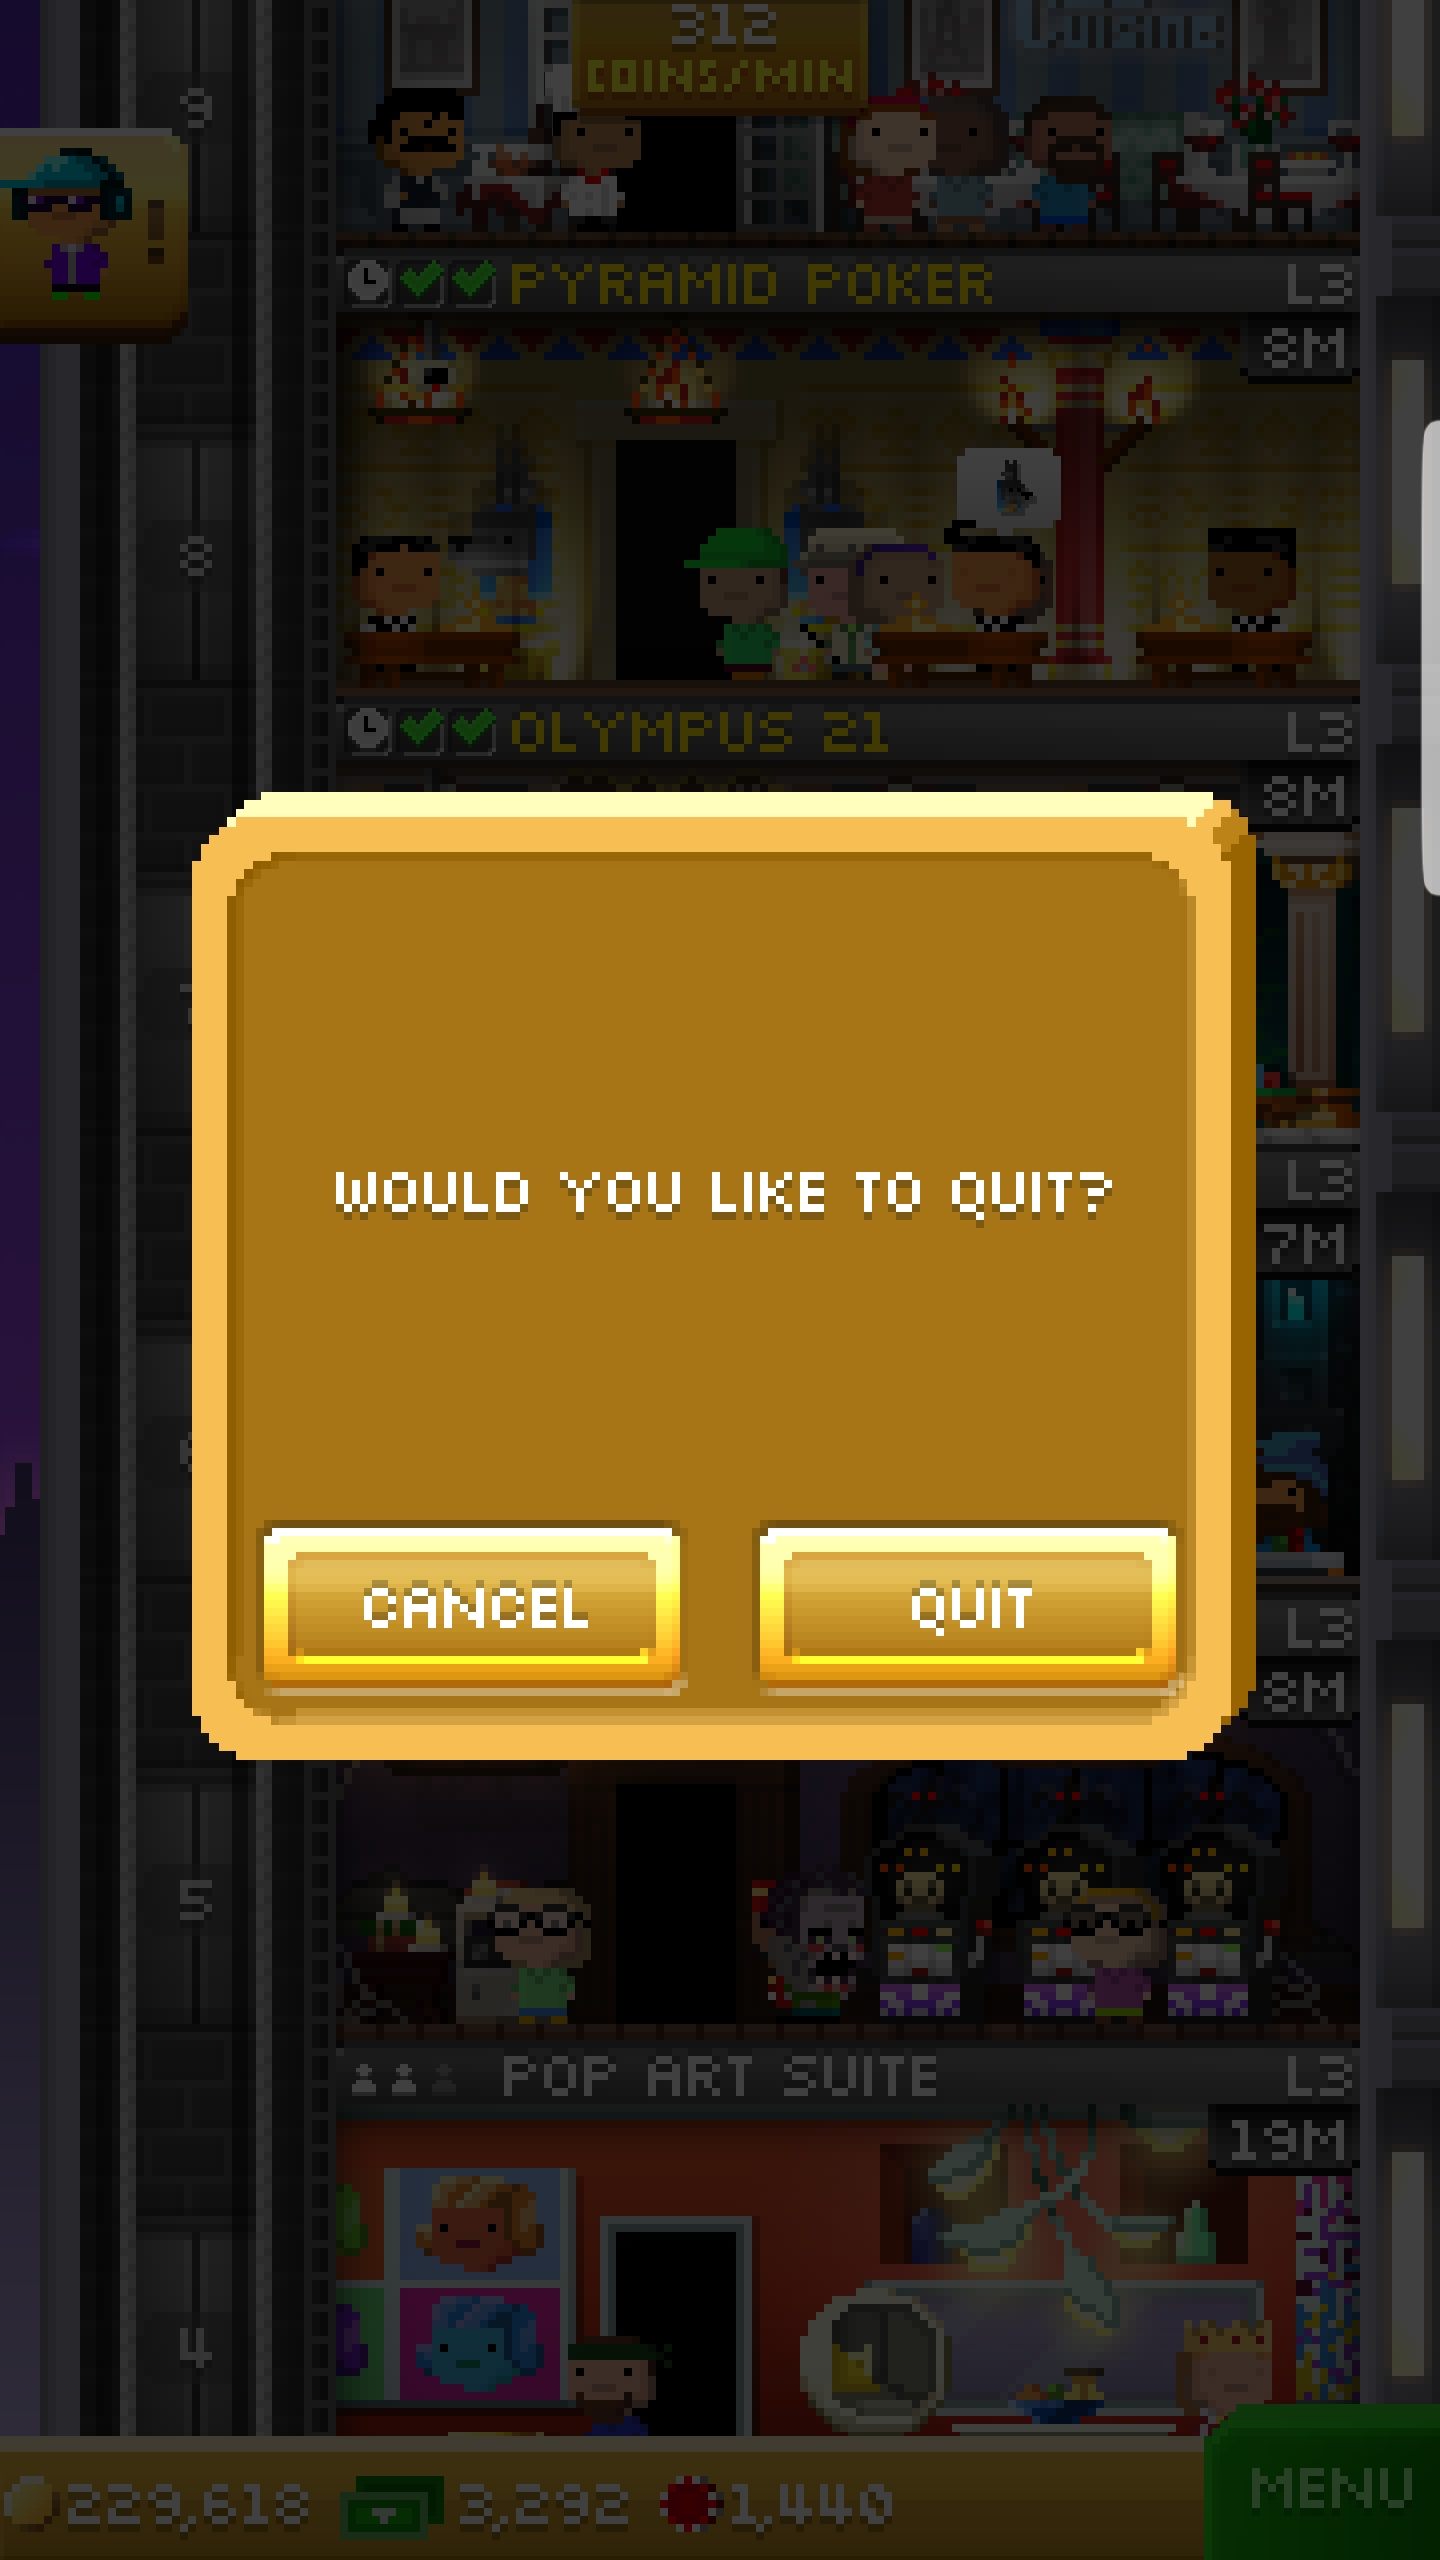 312
COINS/MIN
Cuisine
9
PYRAMID POKER L3
8M
8
OLYMPUS 21 L3
8M
WOULD YOU LIKE TO QUIT?
L3
7M
CANCEL QUIT
L3
8M
5
POP ART SUITE L3
19M
4
229,618 3,292 1,440 MENU